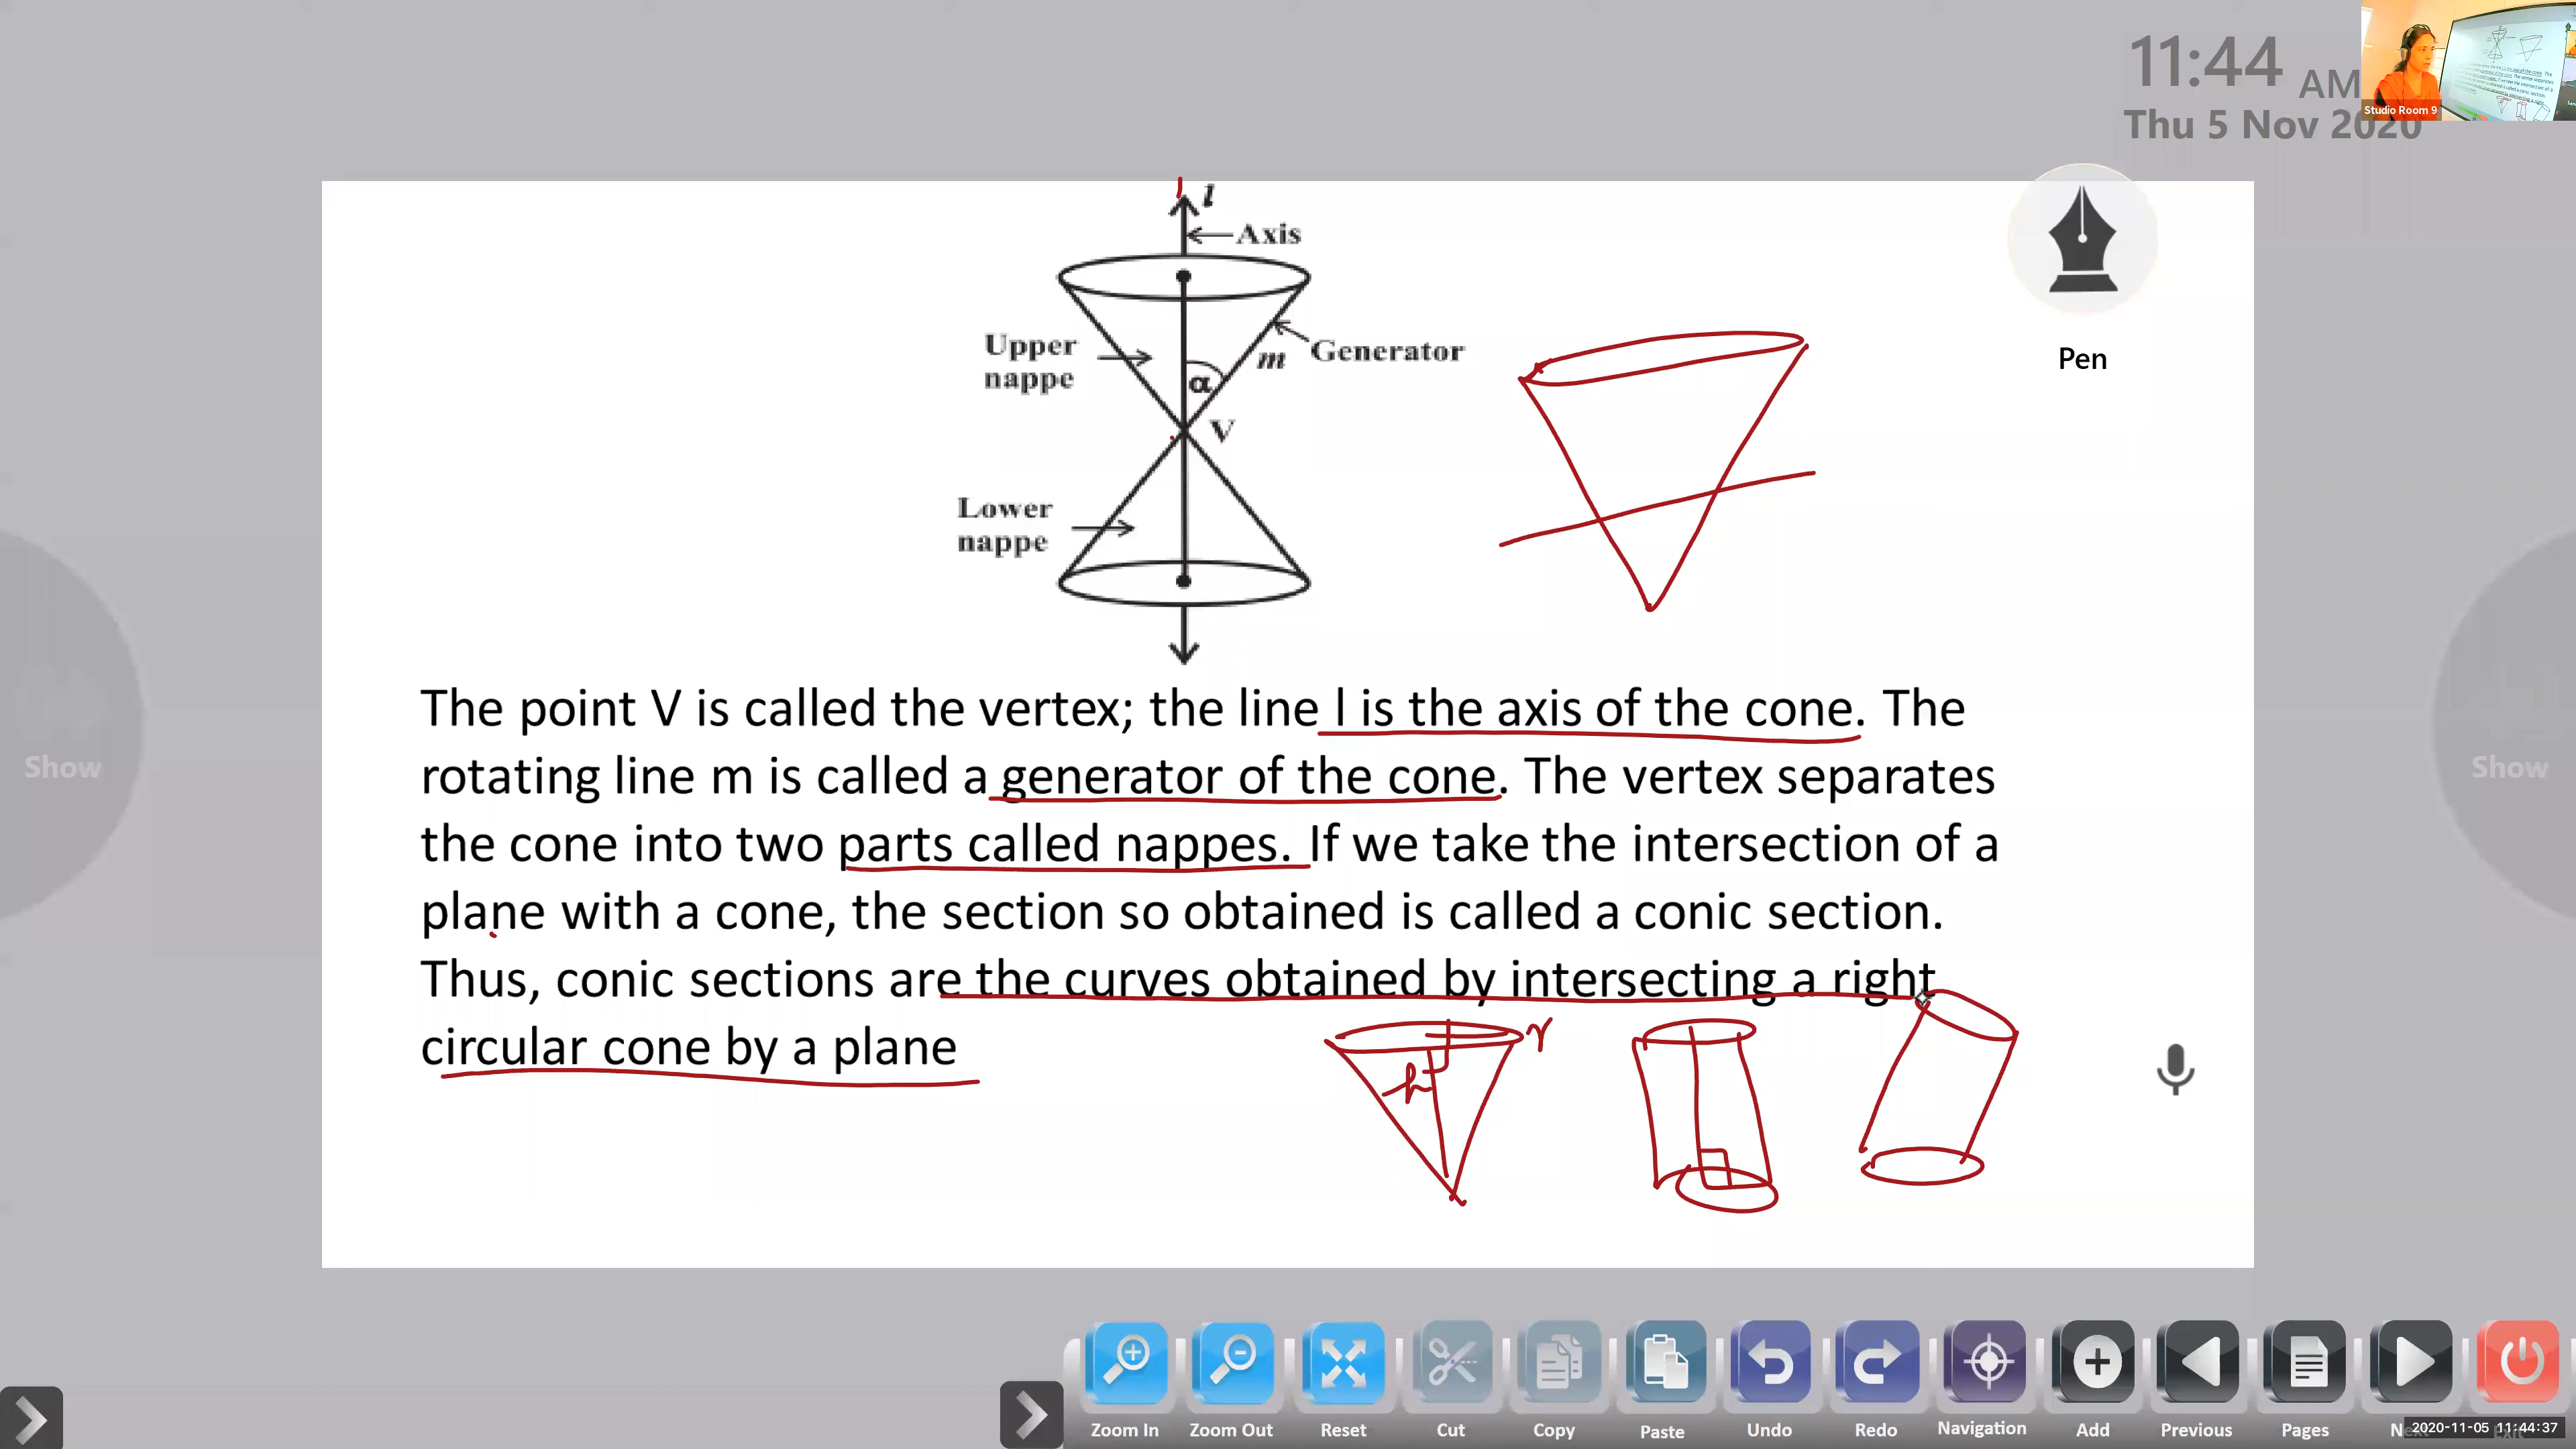 11:44 AM
Studio Room 9
Thu 5 Nov 2020
l
Axis
Upper
nappe
m
Generator
α
V
Lower
nappe
Pen
Show
Show
The point V is called the vertex; the line l is the axis of the cone. The
rotating line m is called a generator of the cone. The vertex separates
the cone into two parts called nappes. If we take the intersection of a
plane with a cone, the section so obtained is called a conic section.
Thus, conic sections are the curves obtained by intersecting a right
circular cone by a plane
r
h
Zoom In
Zoom Out
Reset
Cut
Copy
Paste
Undo
Redo
Navigation
Add
Previous
Pages
2020-11-05 11:44:37